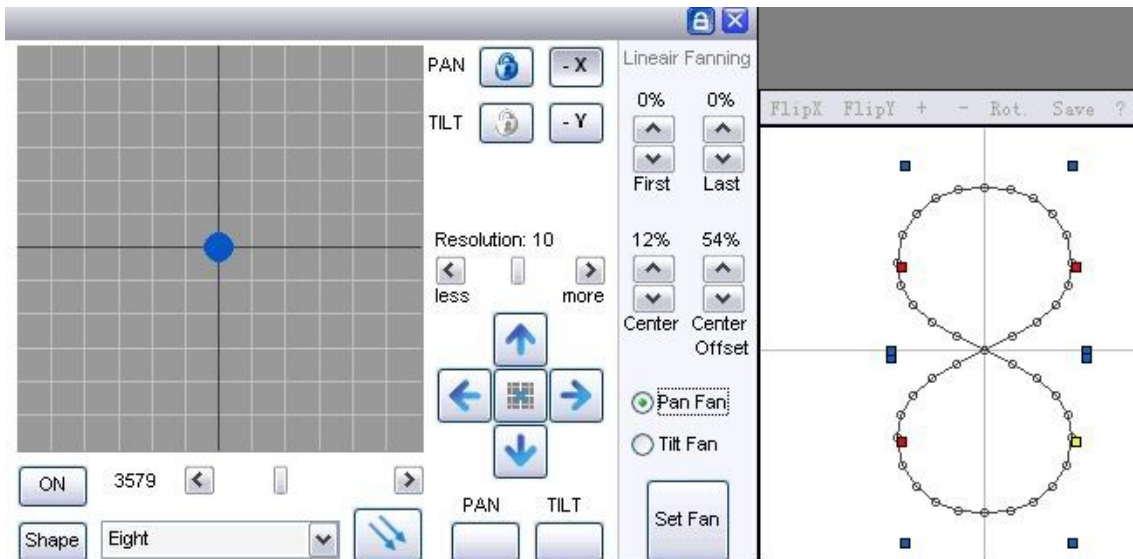 PAN
- X
TILT
- Y
Resolution: 10
less more
ON
3579
PAN TILT
Shape
Eight
Lineair Fanning
0% 0%
First Last
12% 54%
Center Center
Offset
Pan Fan
Tilt Fan
Set Fan
FlipX FlipY + - Rot. Save ?